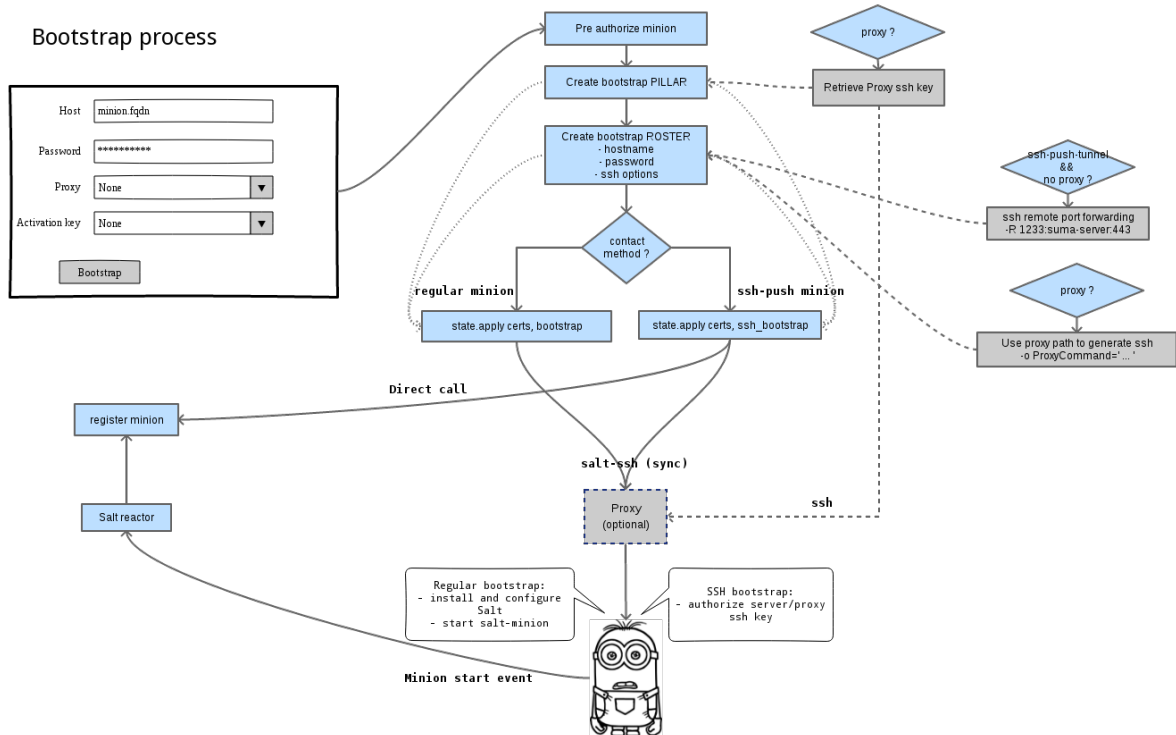 Bootstrap process
Host
minion.fqdn
Password
**********
Proxy
None
Activation key
None
Bootstrap
Pre authorize minion
Create bootstrap PILLAR
Create bootstrap ROSTER
- hostname
- password
- ssh options
contact
method ?
regular minion
ssh-push minion
state.apply certs, bootstrap
state.apply certs, ssh_bootstrap
proxy ?
Retrieve Proxy ssh key
ssh-push-tunnel
&&
no proxy ?
ssh remote port forwarding
-R 1233:suma-server:443
proxy ?
Use proxy path to generate ssh
-o ProxyCommand=' ... '
Direct call
register minion
Salt reactor
salt-ssh (sync)
Proxy
(optional)
ssh
Regular bootstrap:
- install and configure
Salt
- start salt-minion
SSH bootstrap:
- authorize server/proxy
ssh key
Minion start event